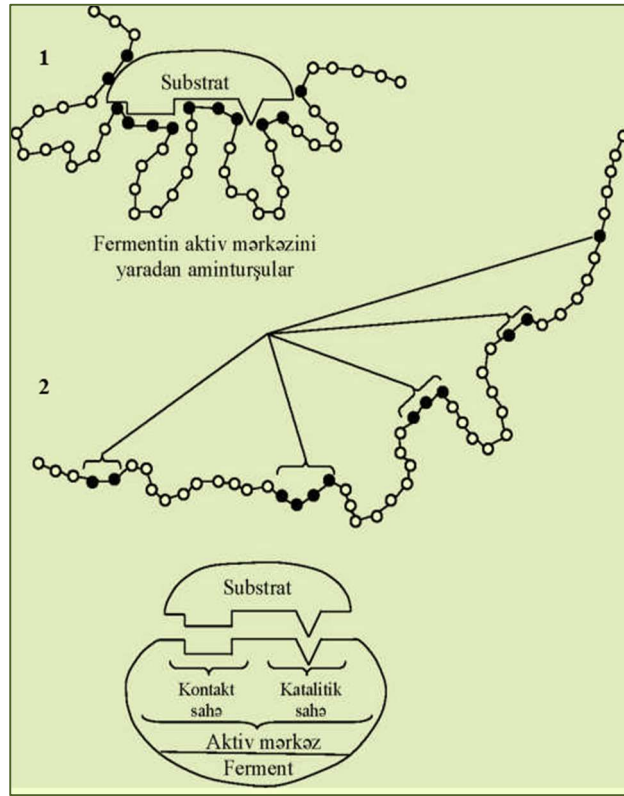 1
Substrat
Fermentin aktiv mərkəzini
yaradan aminturşular
2
Substrat
Kontakt
sahə
Katalitik
sahə
Aktiv mərkəz
Ferment